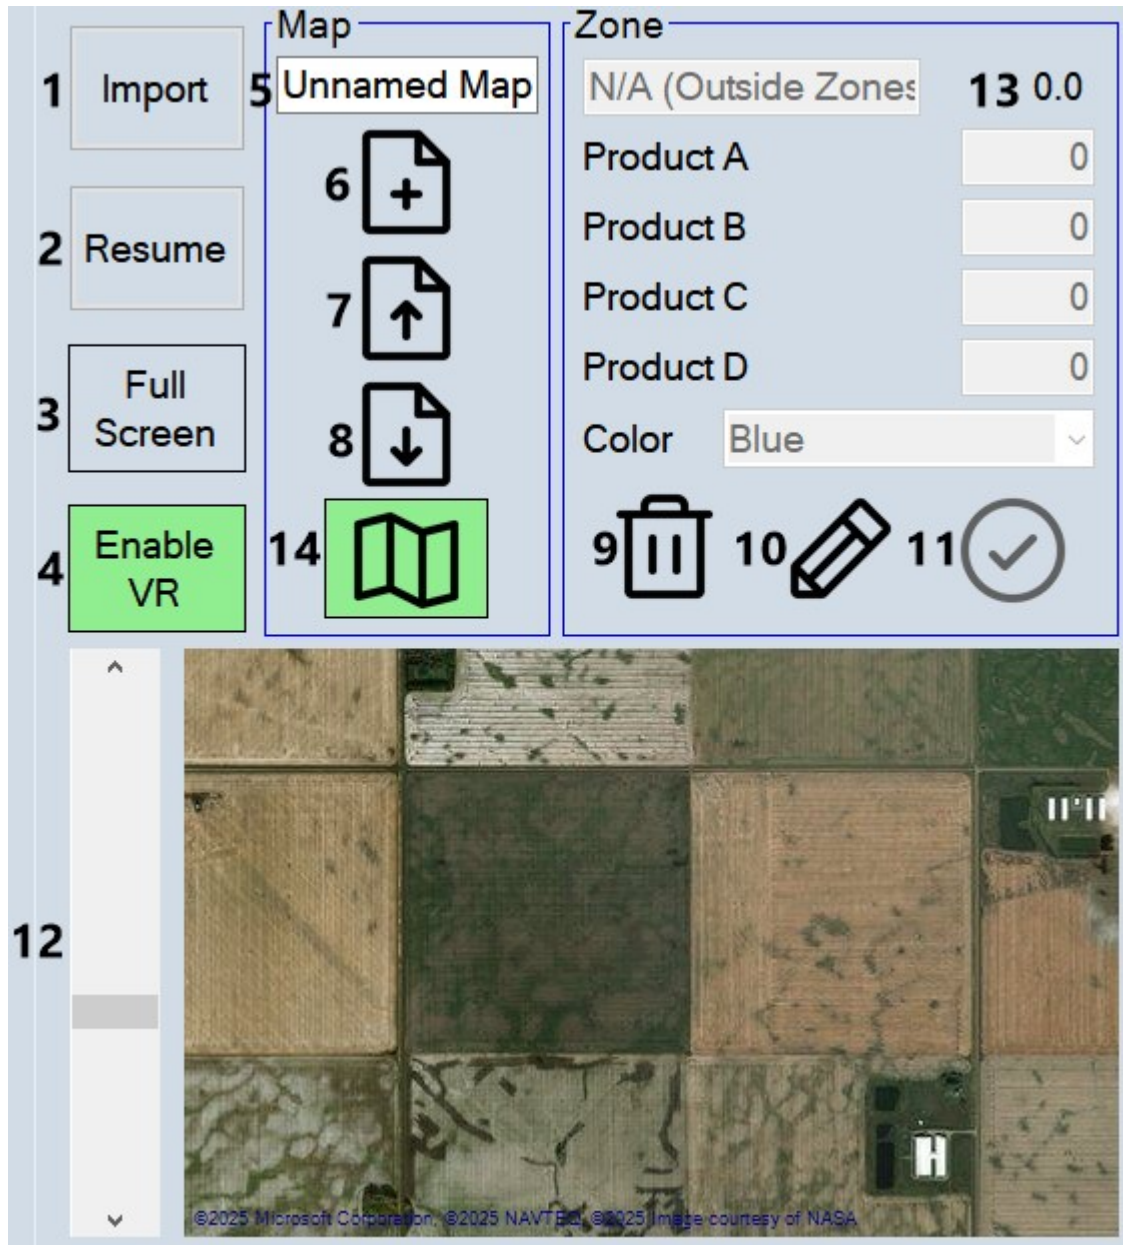 Map
Zone
1 Import
5 Unnamed Map
N/A (Outside Zones
13 0.0
6
Product A 0
2 Resume
Product B 0
7
Product C 0
3 Full
Screen
Product D 0
8
Color Blue
4 Enable
VR
14
9
10
11
12
©2025 Microsoft Corporation, ©2025 NAVTEQ, ©2025 Image courtesy of NASA